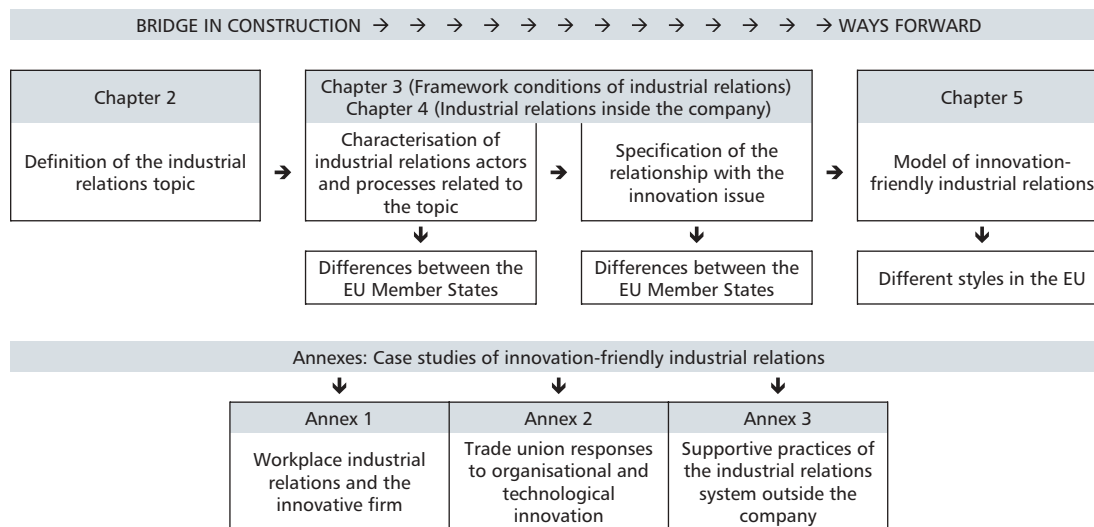 BRIDGE IN CONSTRUCTION → → → → → → → → → → → → → WAYS FORWARD
Chapter 2
Definition of the industrial
relations topic
Chapter 3 (Framework conditions of industrial relations)
Chapter 4 (Industrial relations inside the company)
Characterisation of
industrial relations actors
and processes related to
the topic
Specification of the
relationship with the
innovation issue
Chapter 5
Model of innovation-
friendly industrial relations
Differences between the
EU Member States
Differences between the
EU Member States
Different styles in the EU
Annexes: Case studies of innovation-friendly industrial relations
Annex 1
Workplace industrial
relations and the
innovative firm
Annex 2
Trade union responses
to organisational and
technological
innovation
Annex 3
Supportive practices of
the industrial relations
system outside the
company